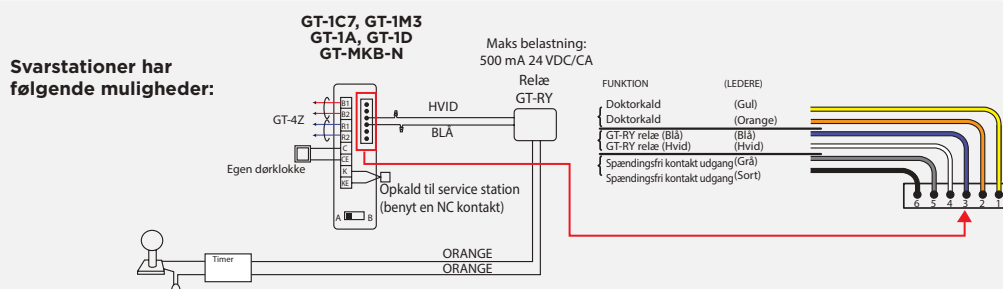 Svarstationer har
følgende muligheder:
GT-1C7, GT-1M3
GT-1A, GT-1D
GT-MKB-N
Maks belastning:
500 mA 24 VDC/CA
Relæ
GT-RY
HVID
BLÅ
GT-4Z
B1
B2
R1
R2
C
CE
K
KE
A B
Egen dørklokke
Opkald til service station
(benyt en NC kontakt)
Timer
ORANGE
ORANGE
FUNKTION (LEDERE)
Doktorkald (Gul)
Doktorkald (Orange)
GT-RY relæ (Blå) (Blå)
GT-RY relæ (Hvid) (Hvid)
Spændingsfri kontakt udgang (Grå)
Spændingsfri kontakt udgang (Sort)
6 5 4 3 2 1